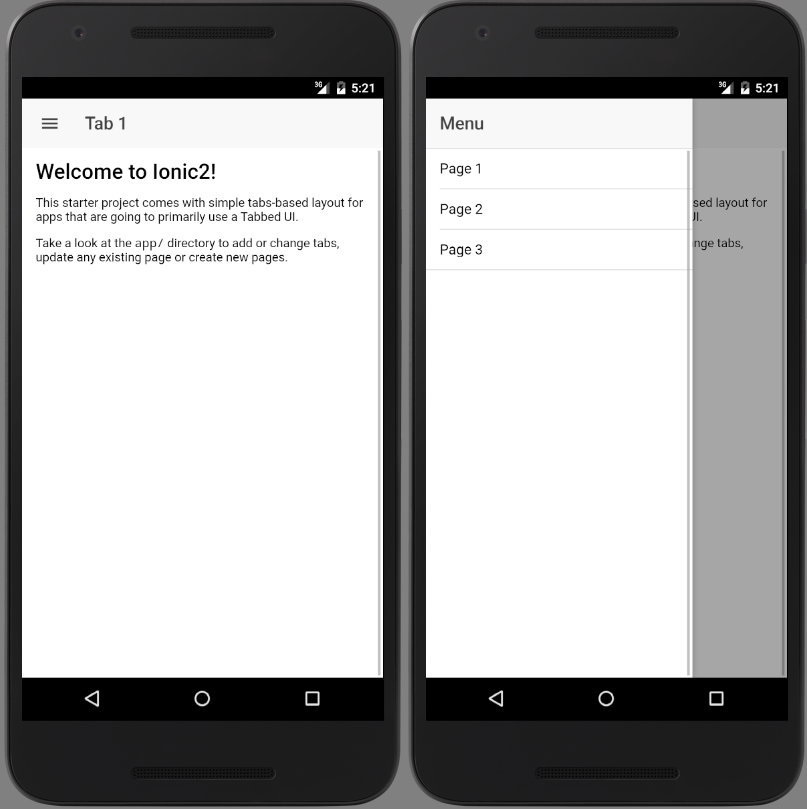 3G 5:21
Tab 1
Welcome to Ionic2!
This starter project comes with simple tabs-based layout for
apps that are going to primarily use a Tabbed UI.
Take a look at the app/ directory to add or change tabs,
update any existing page or create new pages.
3G 5:21
Menu
Page 1
Page 2
Page 3
sed layout for
UI.
nge tabs,